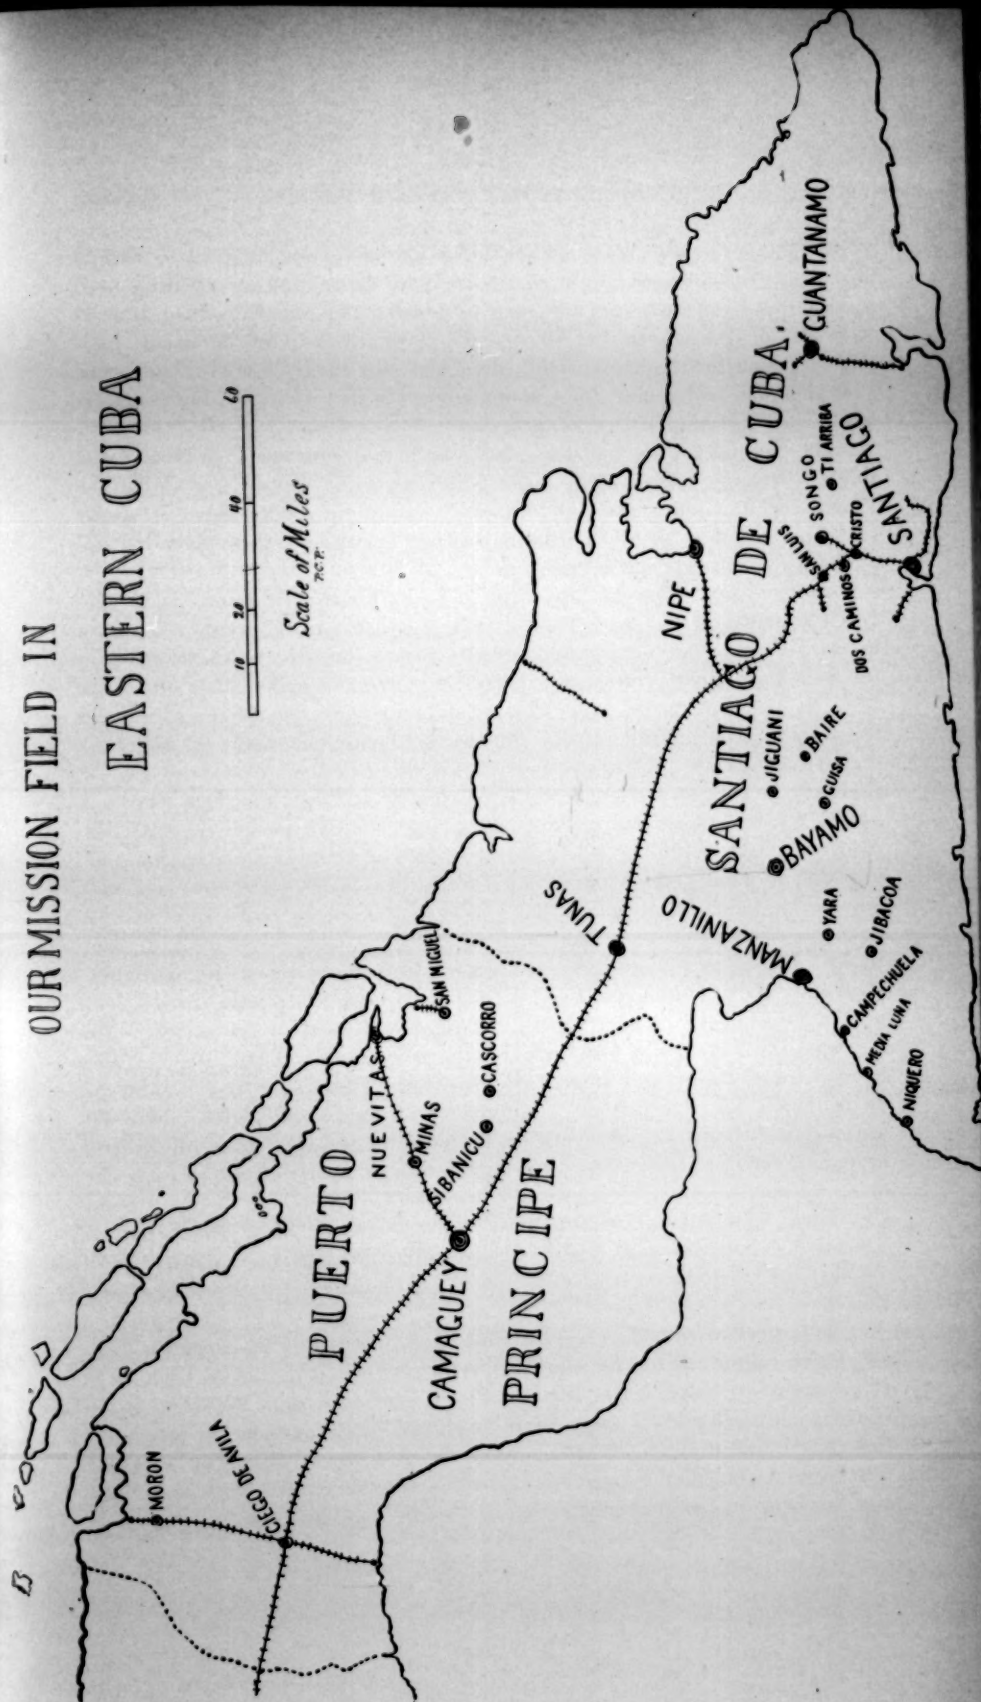 OUR MISSION FIELD IN
EASTERN CUBA
10 20 40 60
Scale of Miles
P.C.P.
B
MORON
CIEGO DE AVILA
PUERTO
PRINCIPE
CAMAGUEY
NUEVITAS
MINAS
SIBANICU
CASCORRO
SAN MIGUEL
TUNAS
MANZANILLO
YARA
JIBACOA
CAMPECHUELA
MEDIA LUNA
NIQUERO
SANTIAGO DE CUBA.
BAYAMO
JIGUANI
BAIRE
GUISA
NIPE
SAN LUIS
SONGO
TI ARRIBA
DOS CAMINOS
CRISTO
SANTIAGO
GUANTANAMO